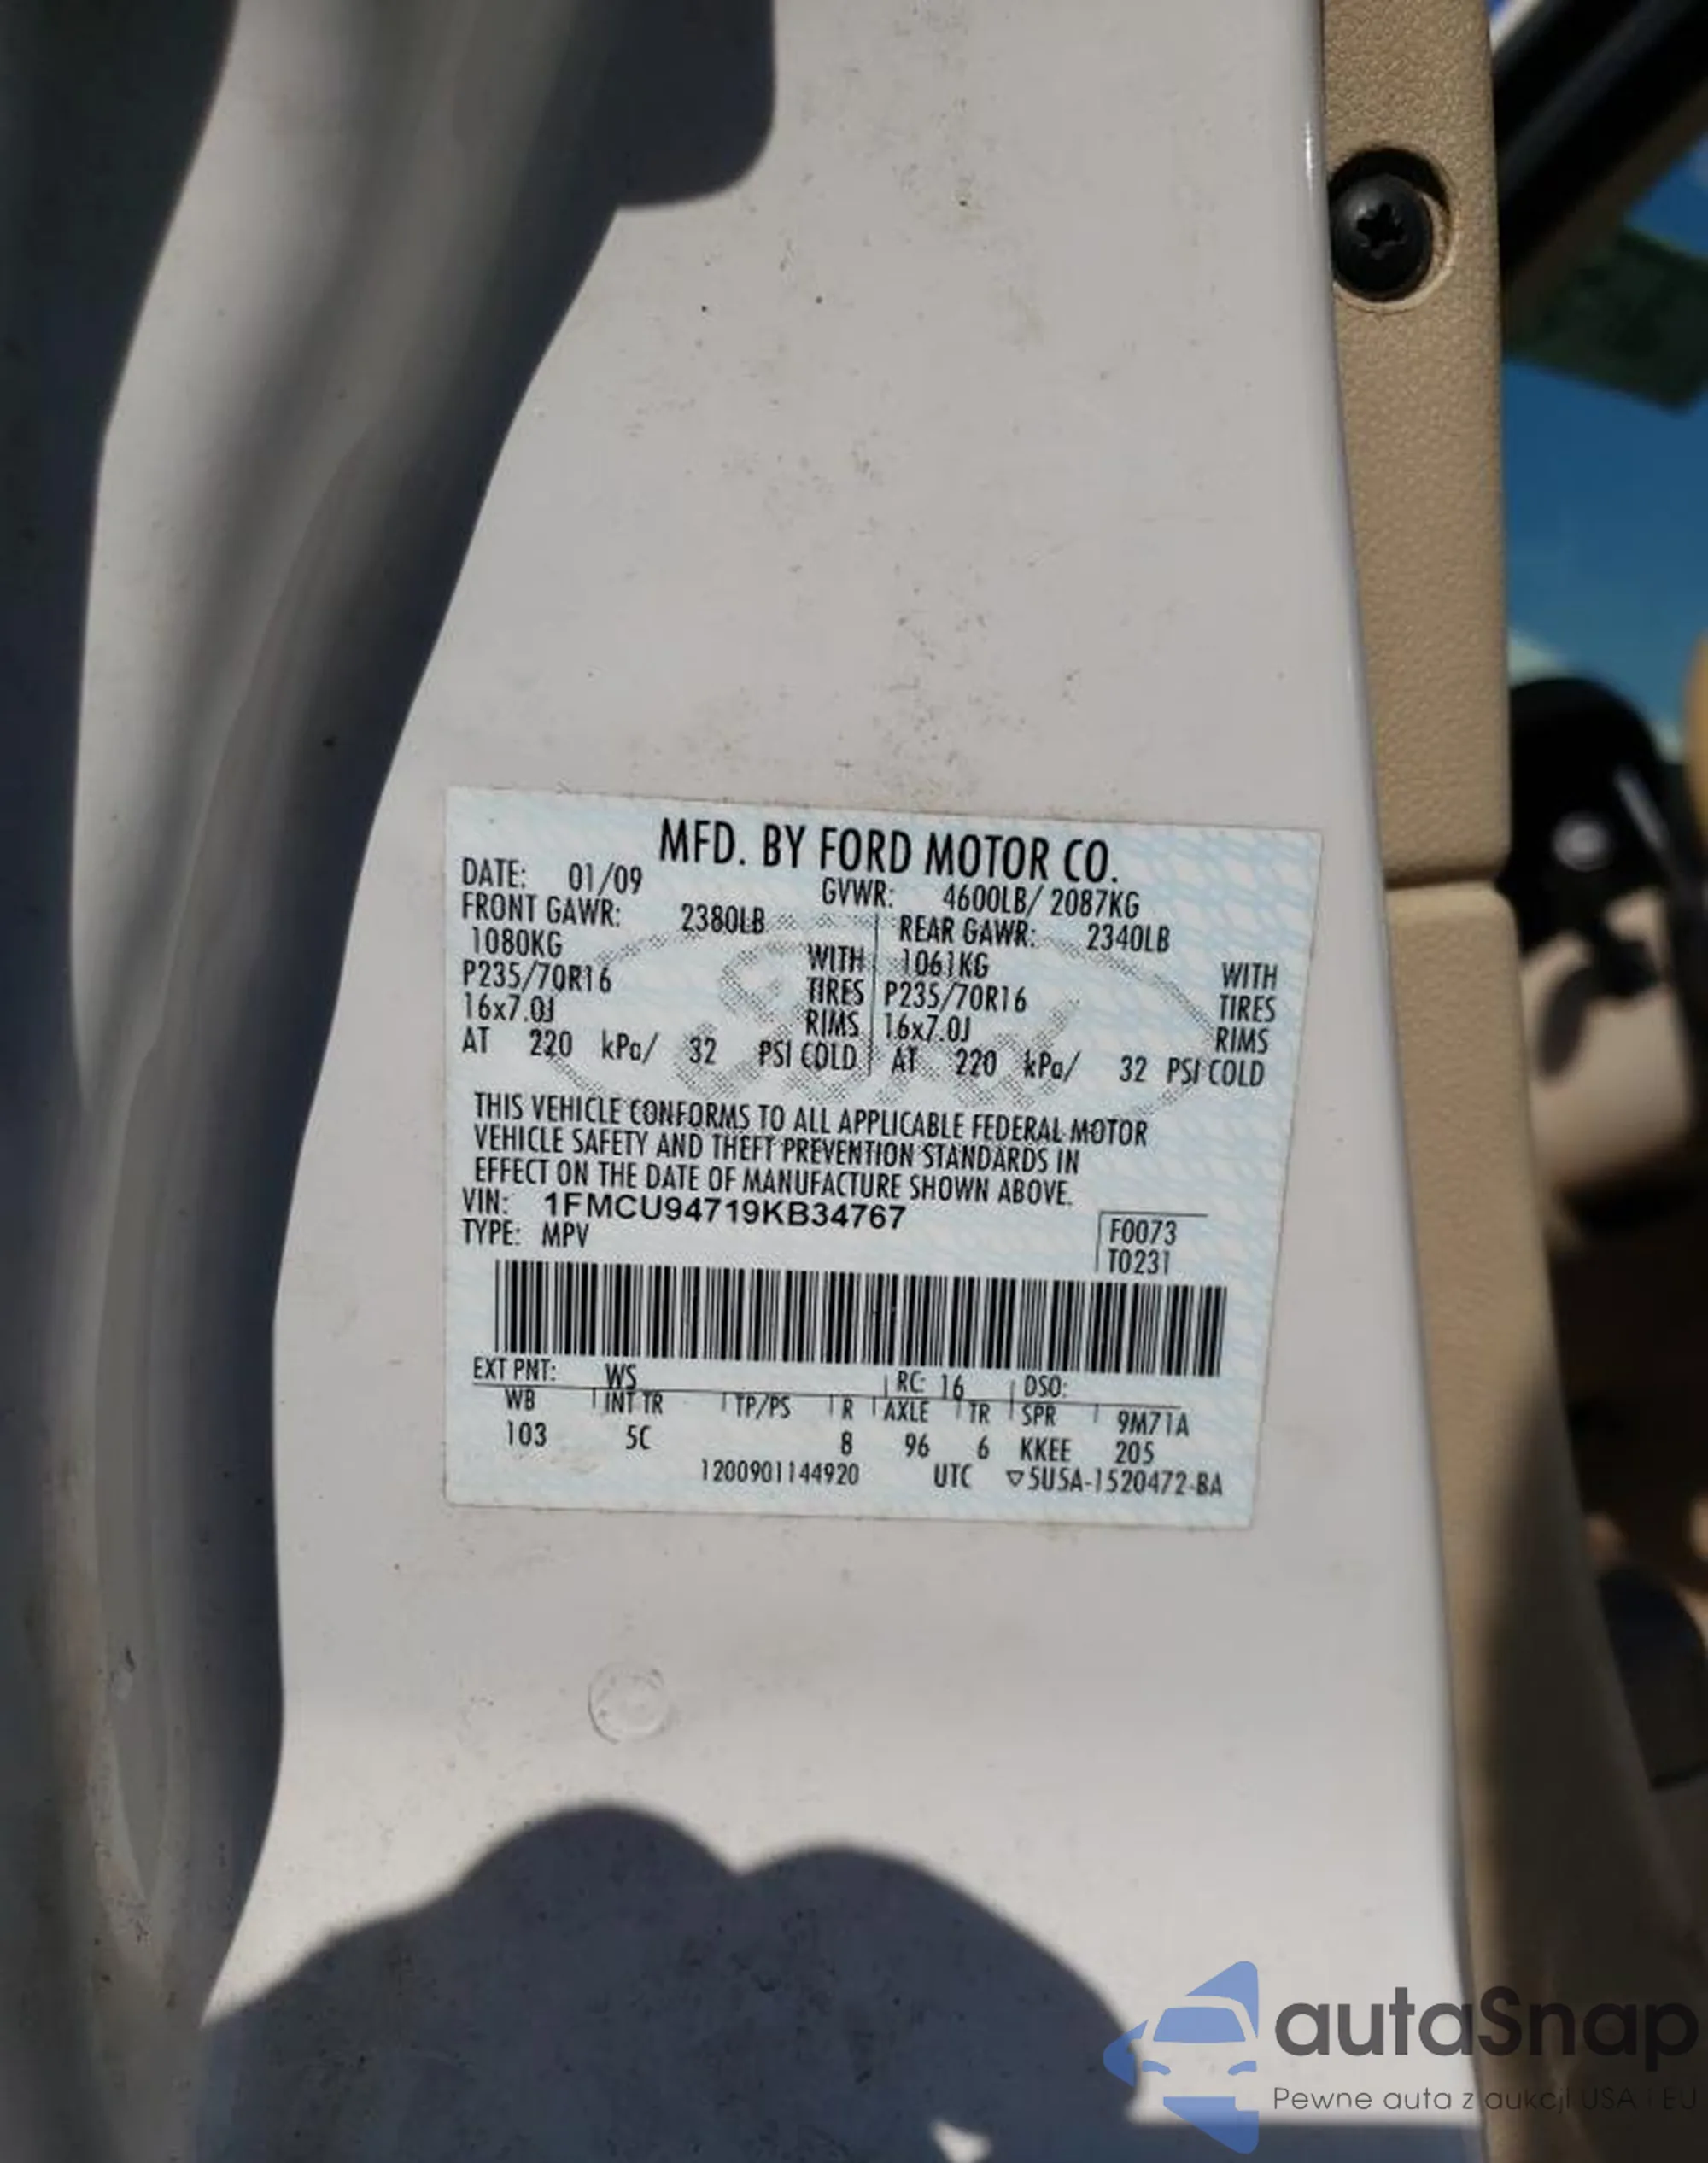 MFD. BY FORD MOTOR CO.
DATE: 01/09 GVWR: 4600LB/ 2087KG
FRONT GAWR: 2380LB REAR GAWR: 2340LB
1080KG WITH 1061KG WITH
P235/70R16 TIRES P235/70R16 TIRES
16x7.0J RIMS 16x7.0J RIMS
AT 220 kPa/ 32 PSI COLD AT 220 kPa/ 32 PSI COLD
THIS VEHICLE CONFORMS TO ALL APPLICABLE FEDERAL MOTOR
VEHICLE SAFETY AND THEFT PREVENTION STANDARDS IN
EFFECT ON THE DATE OF MANUFACTURE SHOWN ABOVE.
VIN: 1FMCU94719KB34767 F0073
TYPE: MPV T0231
EXT PNT: WS RC: 16 DSO:
WB INT TR TP/PS R AXLE TR SPR 9M71A
103 5C 8 96 6 KKEE 205
1200901144920 UTC ▽5U5A-1520472-BA
autaSnap
Pewne auta z aukcji USA i EU